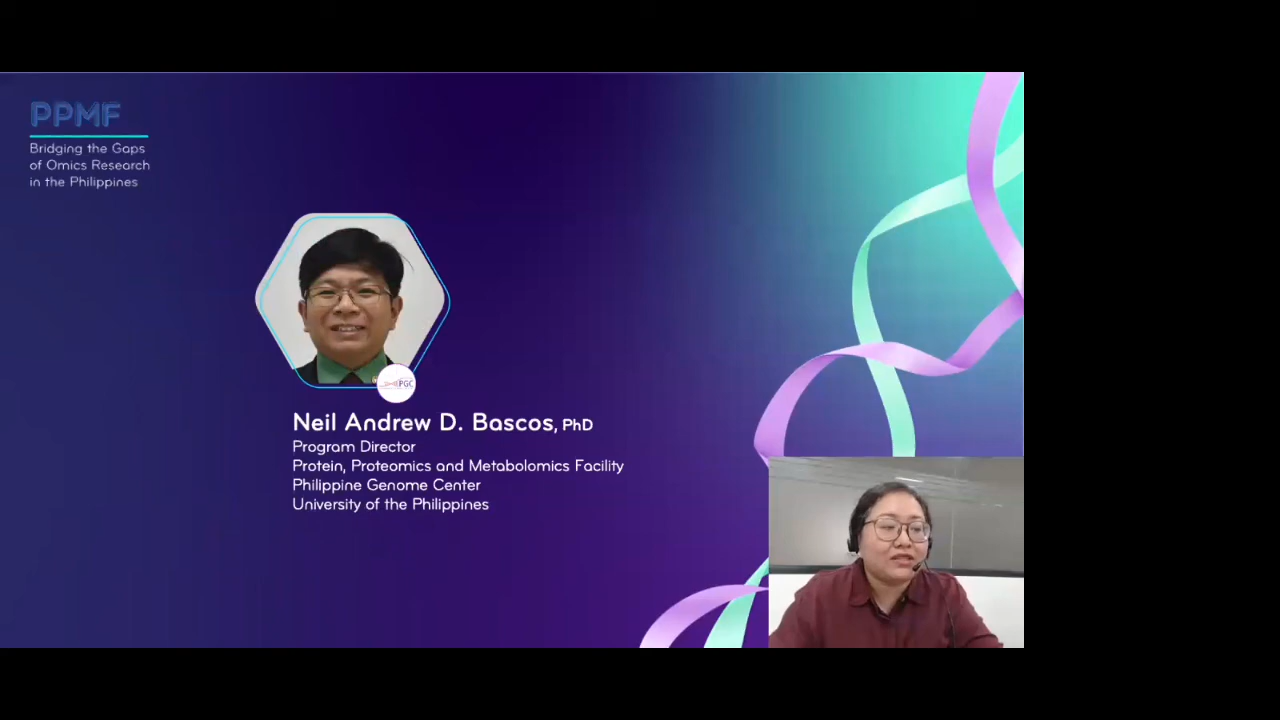 PPMF
Bridging the Gaps
of Omics Research
in the Philippines
PGC
Neil Andrew D. Bascos, PhD
Program Director
Protein, Proteomics and Metabolomics Facility
Philippine Genome Center
University of the Philippines